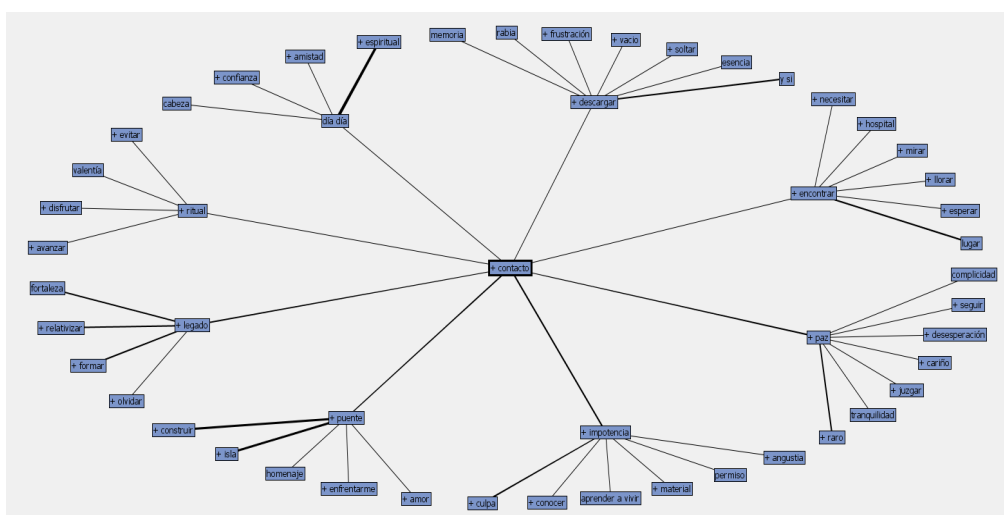 + espiritual
+ amistad
+ confianza
cabeza
día día
memoria
rabia
+ frustración
+ vacio
+ soltar
esencia
y si
+ descargar
+ necesitar
+ hospital
+ mirar
+ llorar
+ esperar
lugar
+ encontrar
+ evitar
valentía
+ disfrutar
+ avanzar
+ ritual
+ contacto
fortaleza
+ relativizar
+ formar
+ olvidar
+ legado
complicidad
+ seguir
+ desesperación
+ cariño
+ juzgar
tranquilidad
+ raro
+ paz
+ puente
+ construir
+ isla
homenaje
+ enfrentarme
+ amor
+ impotencia
+ angustia
permiso
+ material
aprender a vivir
+ conocer
+ culpa